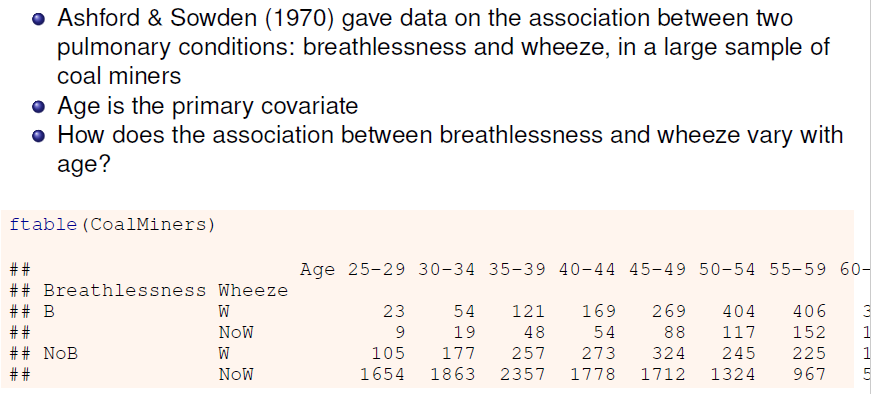 Ashford & Sowden (1970) gave data on the association between two
pulmonary conditions: breathlessness and wheeze, in a large sample of
coal miners
Age is the primary covariate
How does the association between breathlessness and wheeze vary with
age?
ftable(CoalMiners)
##                       Age 25-29 30-34 35-39 40-44 45-49 50-54 55-59 60-
## Breathlessness Wheeze
## B              W             23    54   121   169   269   404   406   3
##                NoW            9    19    48    54    88   117   152   1
## NoB            W            105   177   257   273   324   245   225   1
##                NoW         1654  1863  2357  1778  1712  1324   967   5